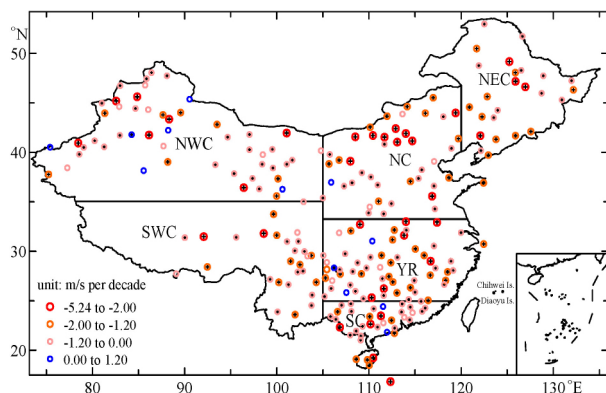 °N
50
40
30
20
NEC
NWC
NC
SWC
YR
SC
unit: m/s per decade
-5.24 to -2.00
-2.00 to -1.20
-1.20 to 0.00
0.00 to 1.20
Chihwei Is.
Diaoyu Is.
80 90 100 110 120 130 °E